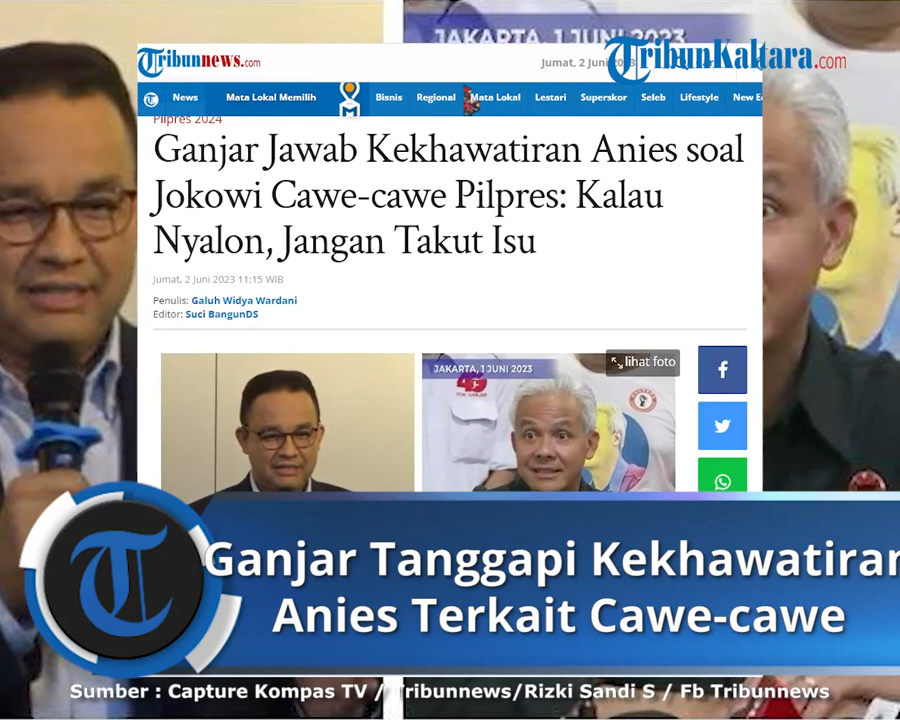 JAKARTA, 1 JUNI 2023
Tribunnews.com
Jumat, 2 Juni 2023
TribunKaltara.com
News Mata Lokal Memilih Bisnis Regional Mata Lokal Lestari Superskor Seleb Lifestyle New E
Pilpres 2024
Ganjar Jawab Kekhawatiran Anies soal
Jokowi Cawe-cawe Pilpres: Kalau
Nyalon, Jangan Takut Isu
Jumat, 2 Juni 2023 11:15 WIB
Penulis: Galuh Widya Wardani
Editor: Suci BangunDS
JAKARTA, 1 JUNI 2023
lihat foto
Ganjar Tanggapi Kekhawatiran
Anies Terkait Cawe-cawe
Sumber : Capture Kompas TV / Tribunnews/Rizki Sandi S / Fb Tribunnews